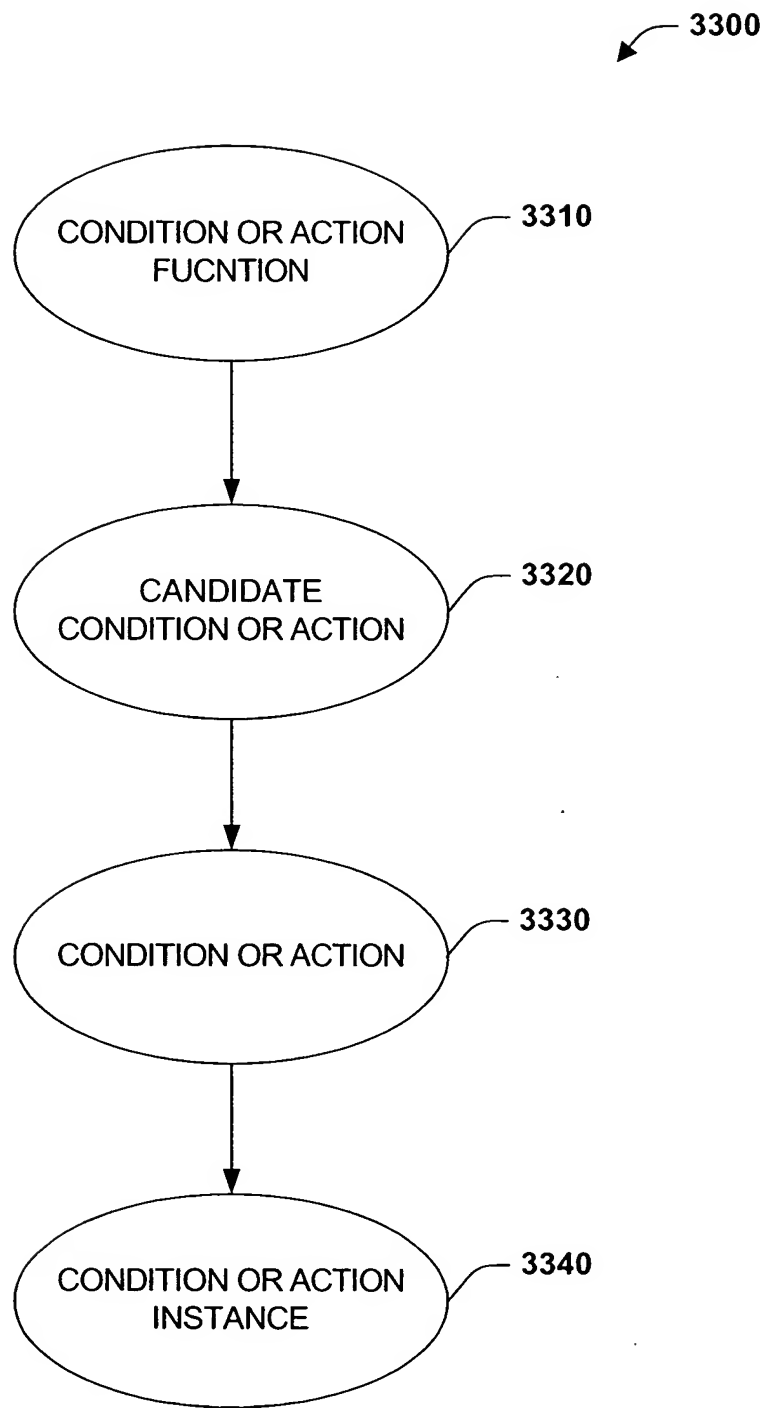 3300
CONDITION OR ACTION
FUCNTION
3310
CANDIDATE
CONDITION OR ACTION
3320
CONDITION OR ACTION
3330
CONDITION OR ACTION
INSTANCE
3340